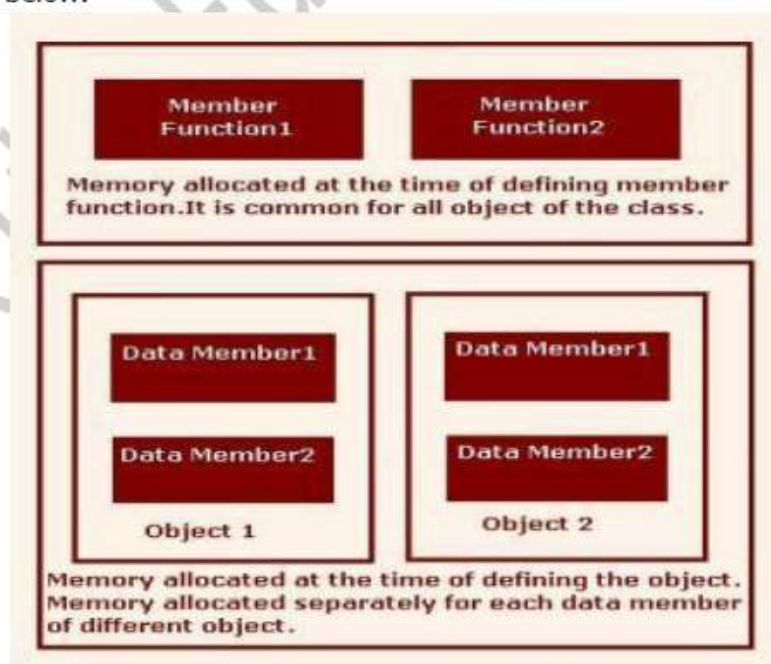 Member
Function1
Member
Function2
Memory allocated at the time of defining member
function.It is common for all object of the class.
Data Member1
Data Member2
Object 1
Data Member1
Data Member2
Object 2
Memory allocated at the time of defining the object.
Memory allocated separately for each data member
of different object.